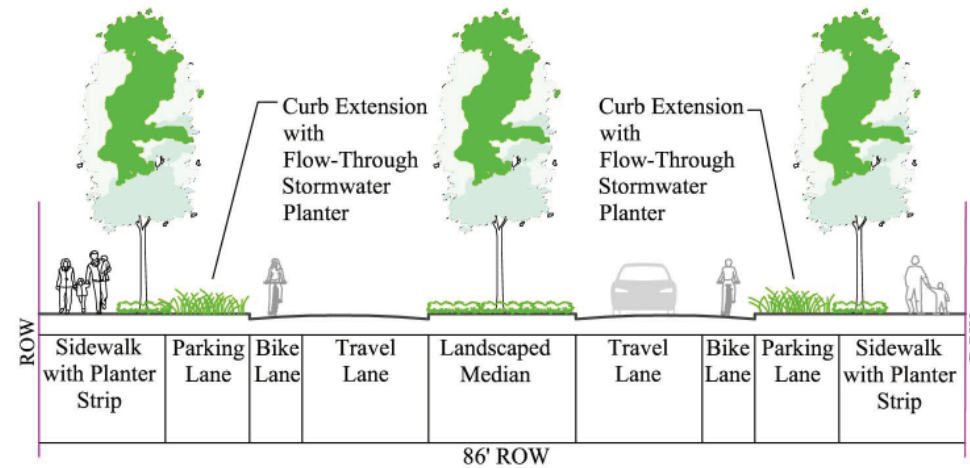 Curb Extension
with
Flow-Through
Stormwater
Planter
Curb Extension
with
Flow-Through
Stormwater
Planter
ROW
Sidewalk
with Planter
Strip
Parking
Lane
Bike
Lane
Travel
Lane
Landscaped
Median
Travel
Lane
Bike
Lane
Parking
Lane
Sidewalk
with Planter
Strip
86' ROW